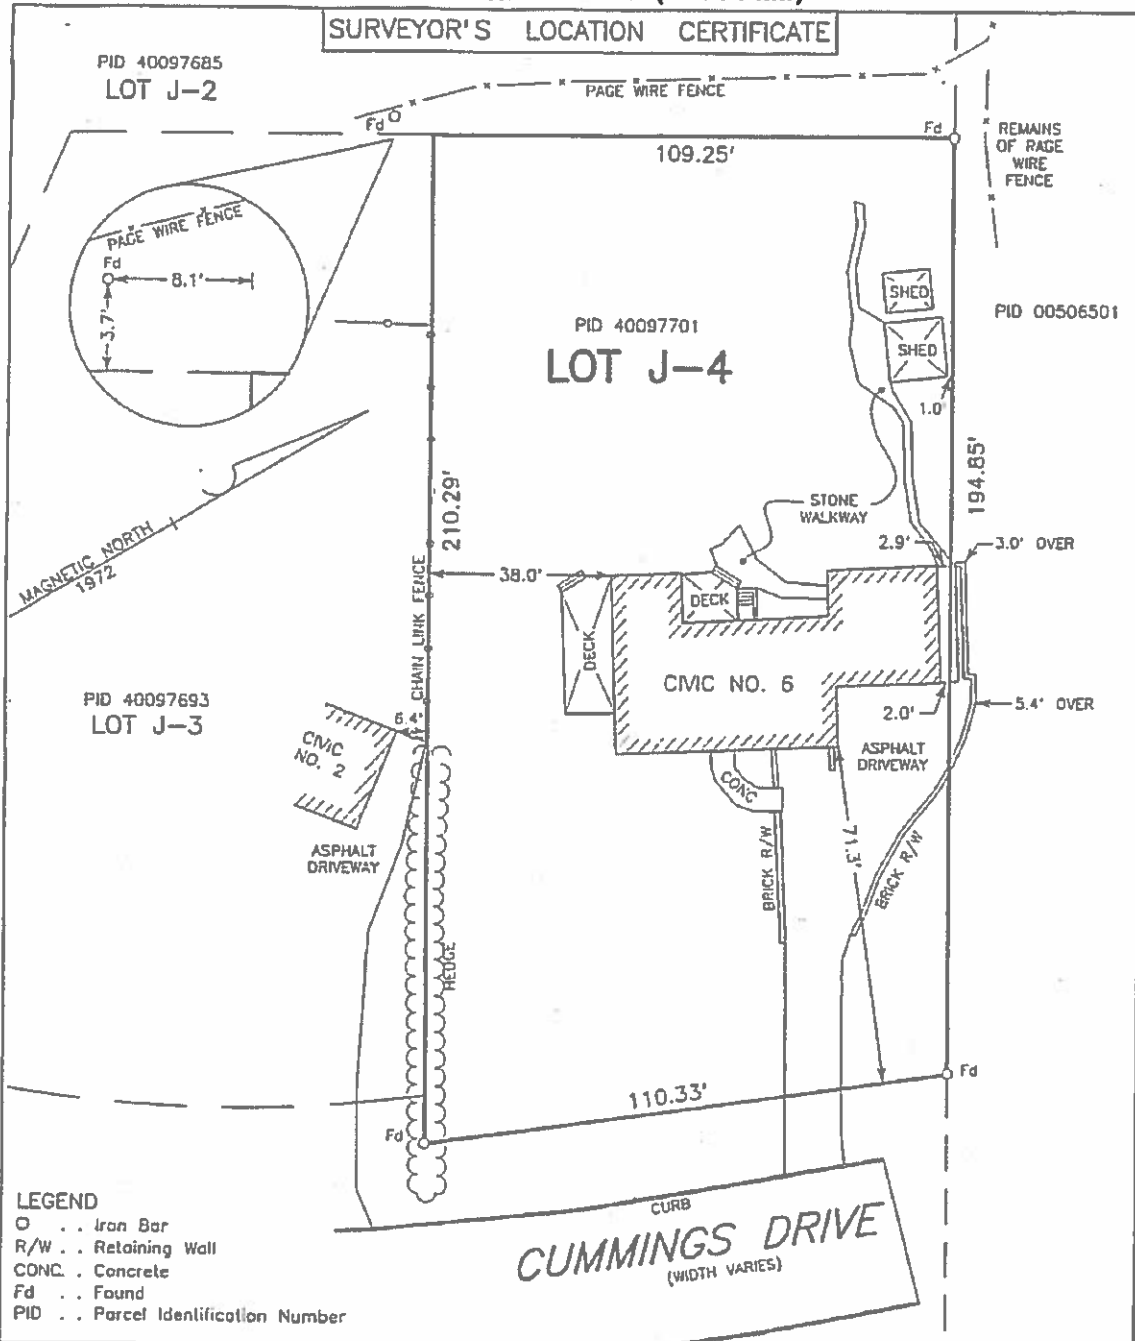 SURVEYOR'S LOCATION CERTIFICATE
PID 40097685
LOT J-2
PAGE WIRE FENCE
Fd
Fd
109.25'
REMAINS
OF RAGE
WIRE
FENCE
PAGE WIRE FENCE
Fd
8.1'
3.7'
SHED
PID 00506501
PID 40097701
LOT J-4
SHED
1.0
194.85'
210.29'
STONE
WALKWAY
MAGNETIC NORTH
1972
2.9'
3.0' OVER
38.0'
CHAIN LINK FENCE
DECK
DECK
CIVIC NO. 6
PID 40097693
LOT J-3
6.4'
2.0'
5.4' OVER
CIVIC
NO. 2
ASPHALT
DRIVEWAY
CONC
ASPHALT
DRIVEWAY
71.3'
BRICK R/W
BRICK R/W
HEDGE
Fd
110.33'
Fd
LEGEND
O . . Iron Bar
R/W . . Retaining Wall
CONC. . Concrete
Fd . . Found
PID . . Parcel Identification Number
CURB
CUMMINGS DRIVE
(WIDTH VARIES)